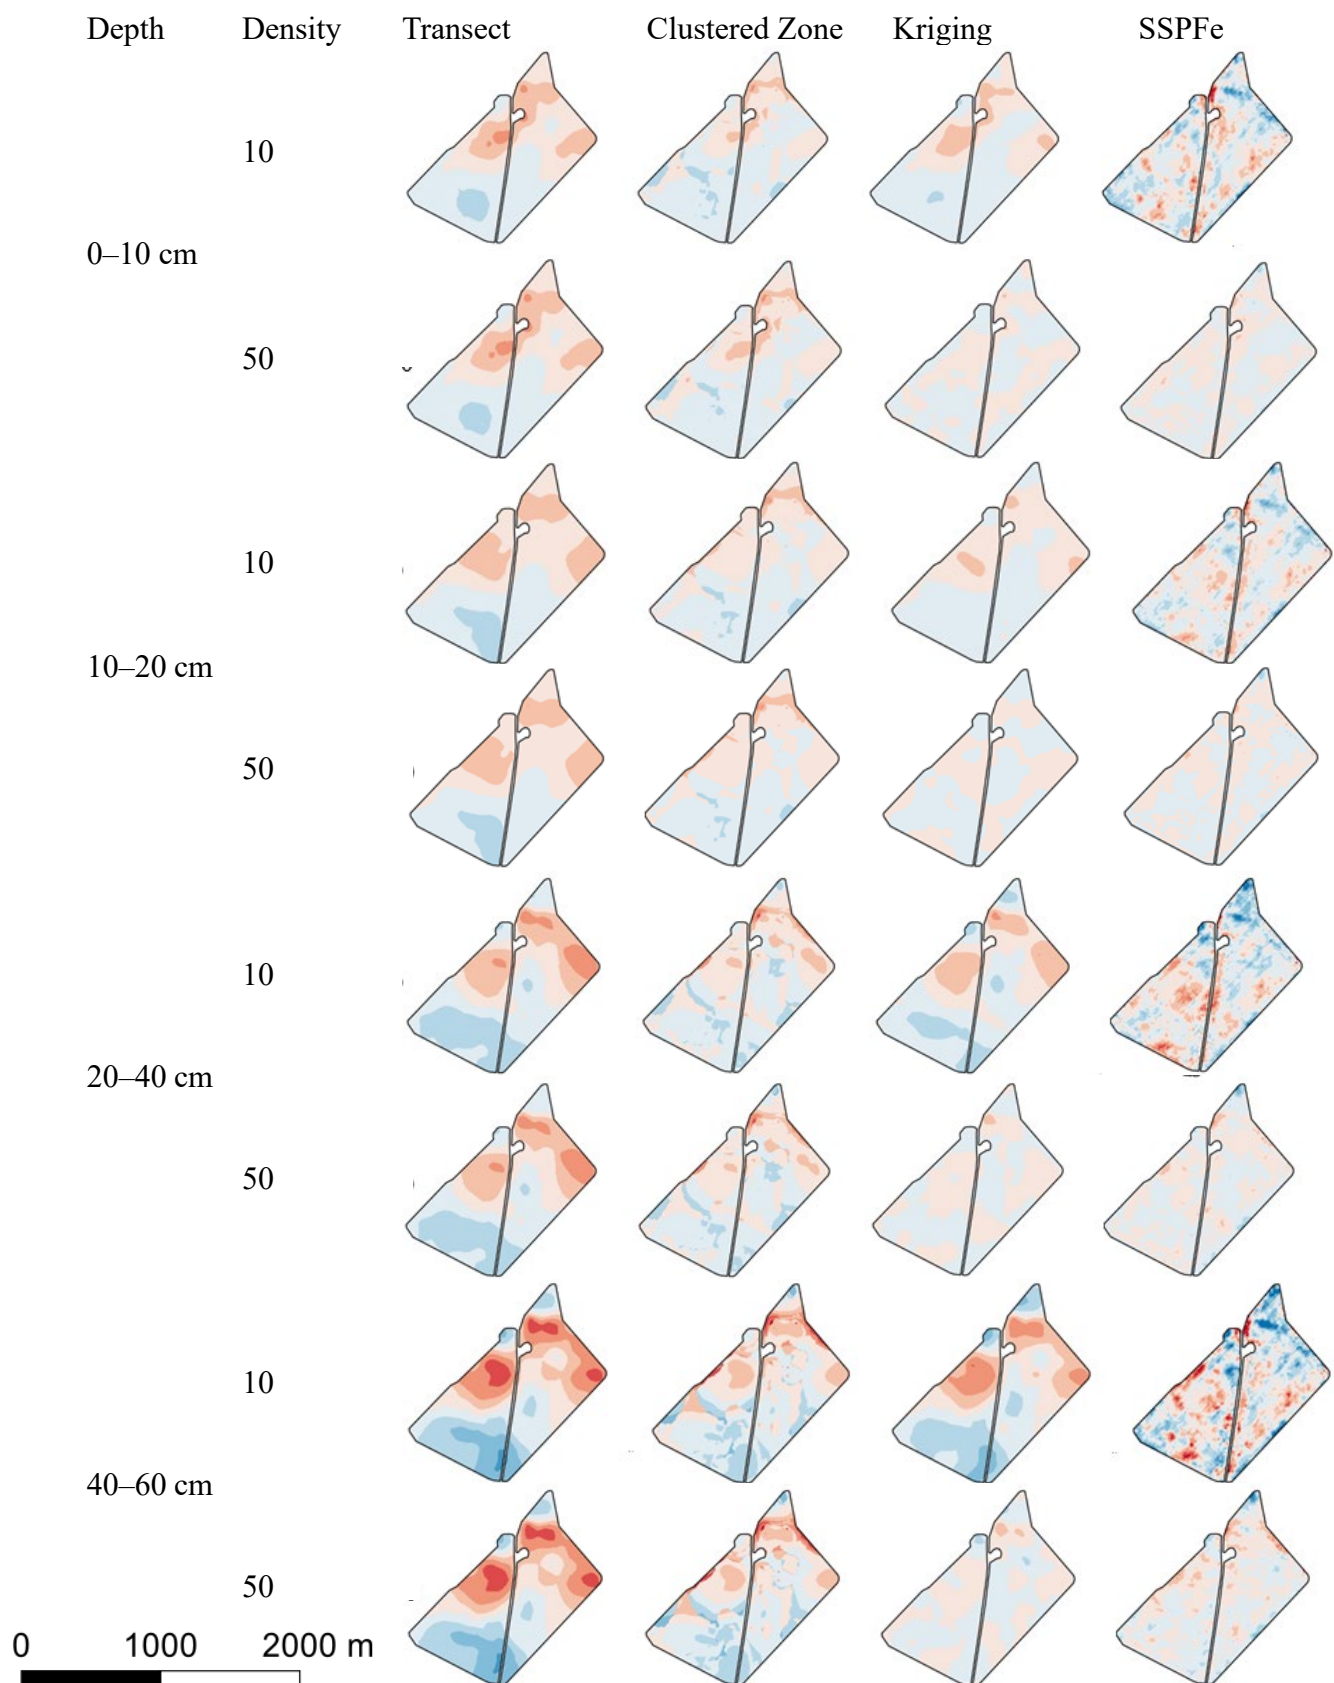 Depth Density Transect Clustered Zone Kriging SSPFe
10
0–10 cm
50
10
10–20 cm
50
10
20–40 cm
50
10
40–60 cm
50
0 1000 2000 m